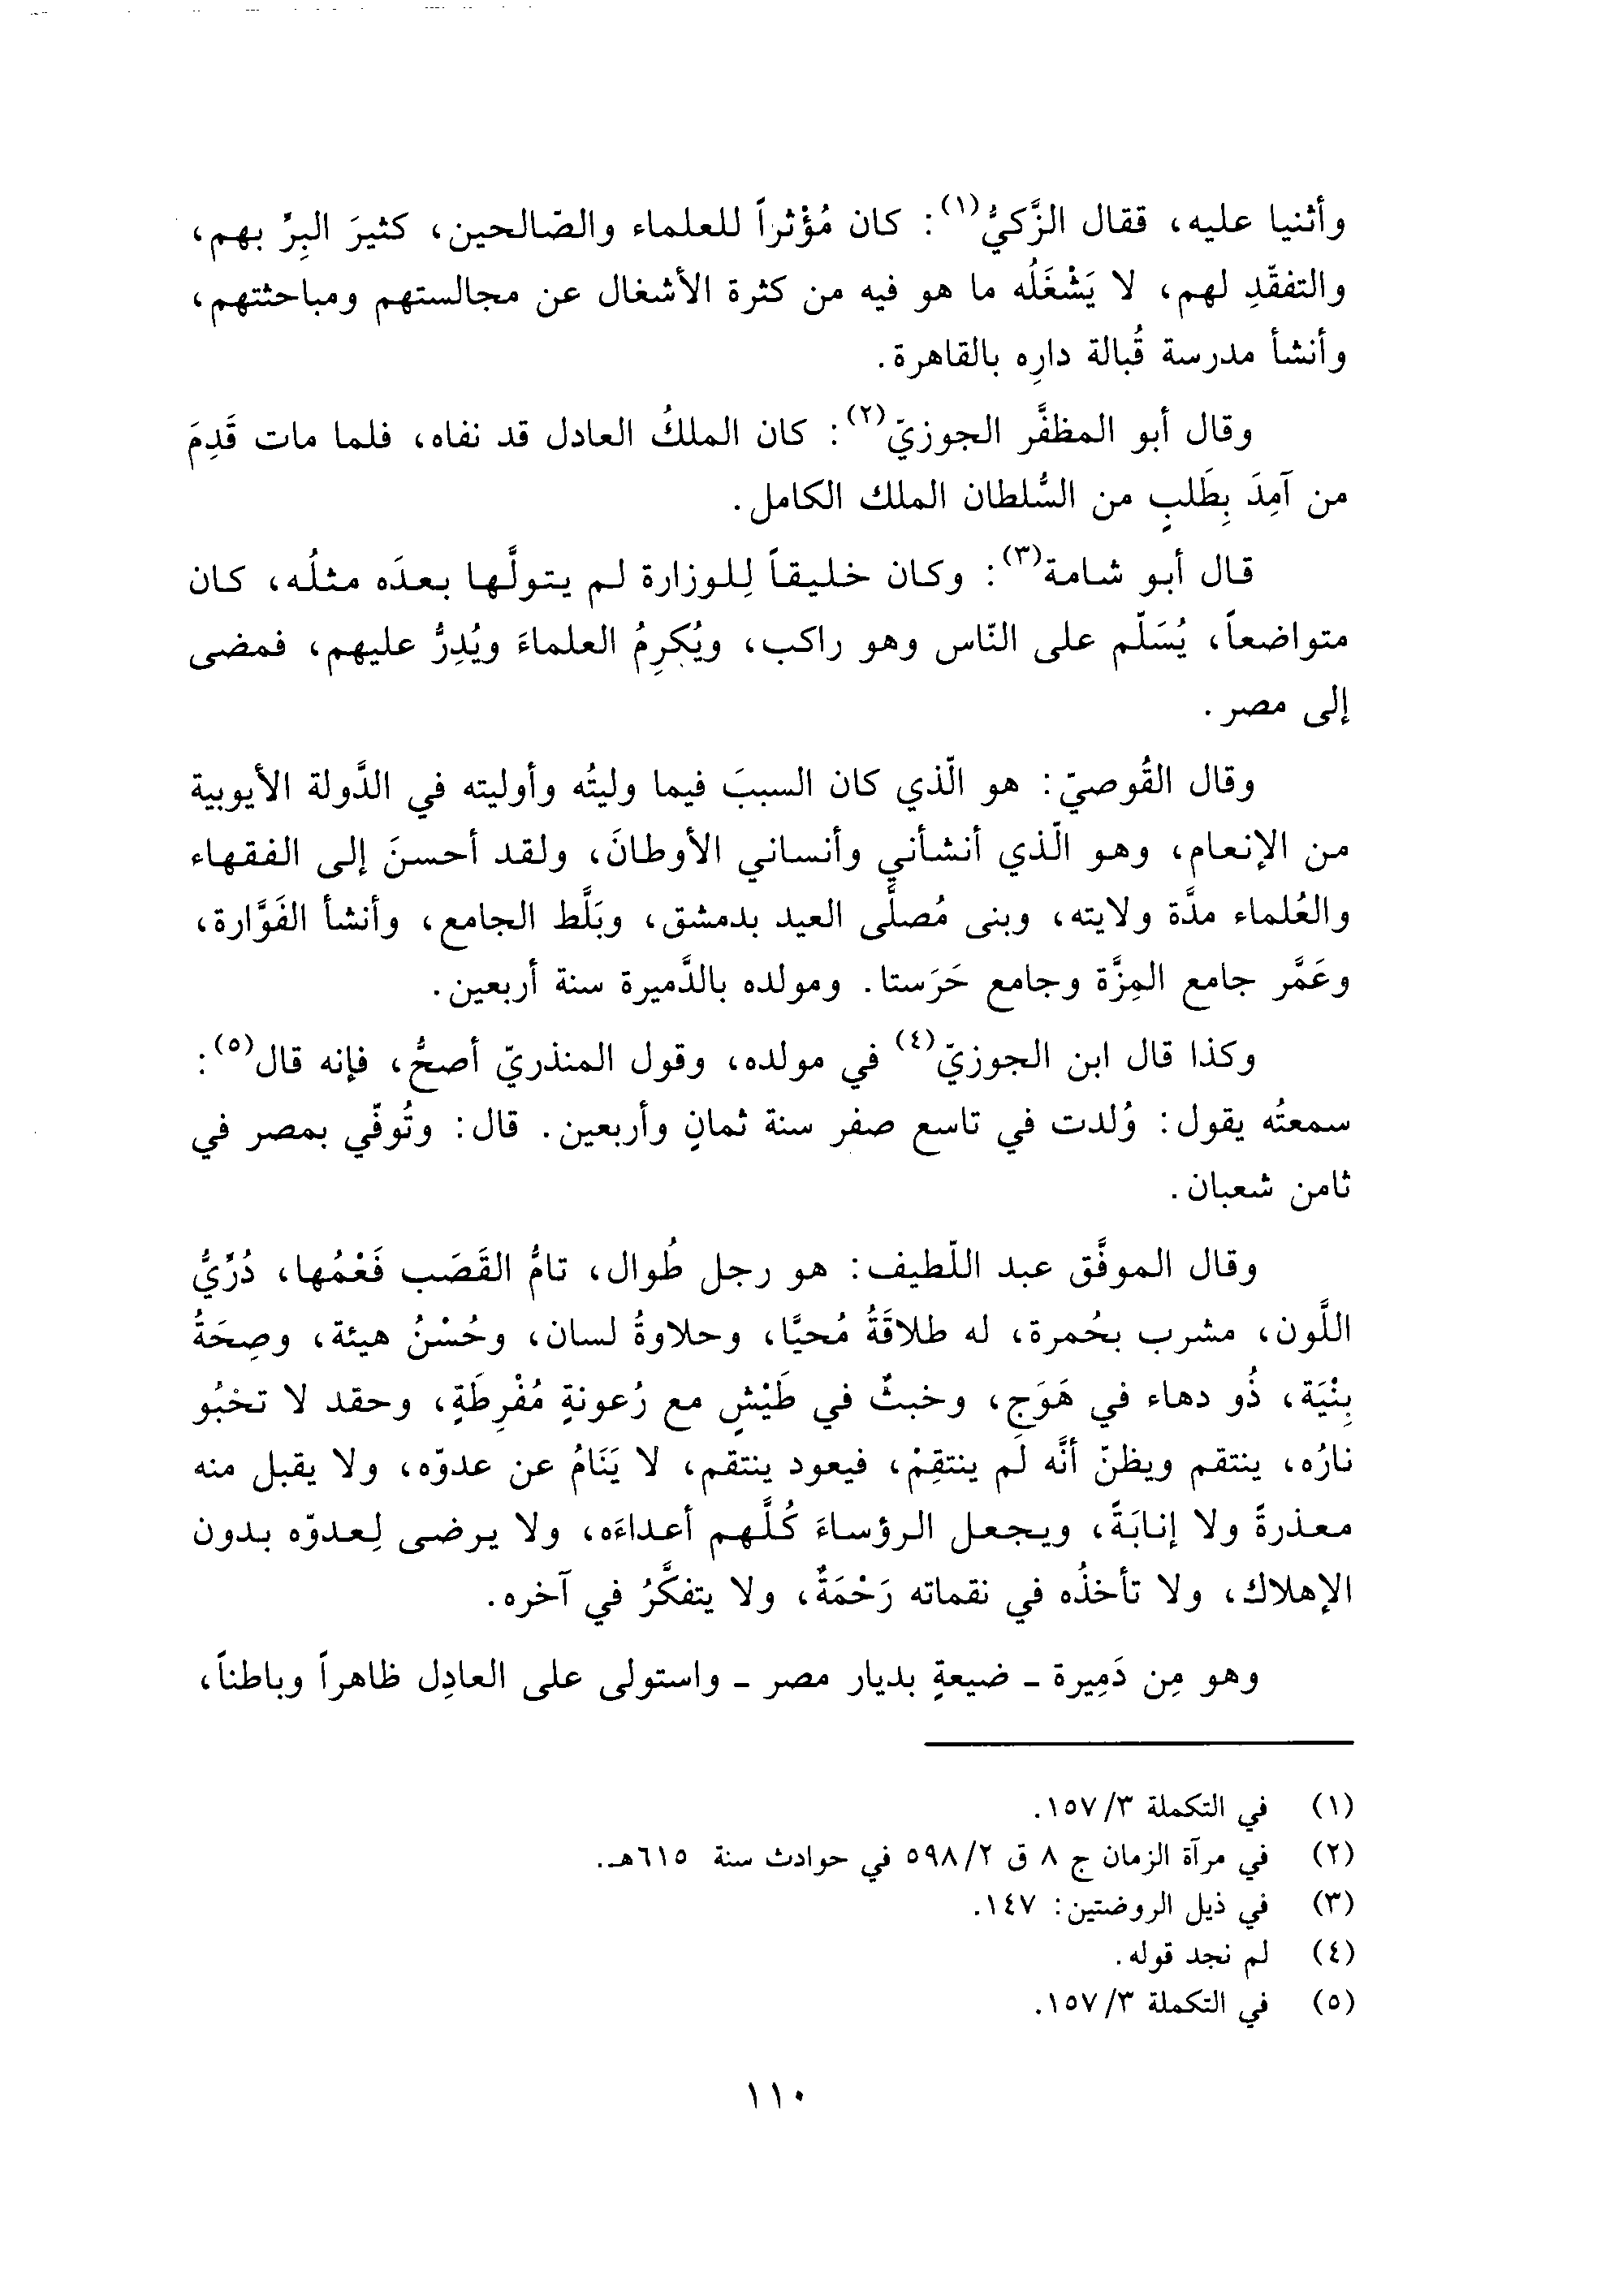 وأثنيا عليه، فقال الزَّكيُّ(١): كان مُؤْثراً للعلماء والصّالحين، كثيرَ البِرِّ بهم،
والتفقّدِ لهم، لا يَشْغَلُه ما هو فيه من كثرة الأشغال عن مجالستهم ومباحثتهم،
وأنشأ مدرسة قُبالة دارِه بالقاهرة.
وقال أبو المظفَّر الجوزيّ(٢): كان الملكُ العادل قد نفاه، فلما مات قَدِمَ
من آمِدَ بِطَلبٍ من السُّلطان الملك الكامل.
قال أبو شامة(٣): وكان خليقاً لِلوزارة لم يتولَّها بعدَه مثلُه، كان
متواضعاً، يُسَلّم على النّاس وهو راكب، ويُكرِمُ العلماءَ ويُدِرُّ عليهم، فمضى
إلى مصر.
وقال القُوصيّ: هو الّذي كان السببَ فيما وليتُه وأوليته في الدَّولة الأيوبية
من الإنعام، وهو الّذي أنشأني وأنساني الأوطانَ، ولقد أحسنَ إلى الفقهاء
والعُلماء مدَّة ولايته، وبنى مُصلَّى العيد بدمشق، وبَلَّط الجامع، وأنشأ الفَوَّارة،
وعَمَّر جامع المِزَّة وجامع حَرَستا. ومولده بالدَّميرة سنة أربعين.
وكذا قال ابن الجوزيّ(٤) في مولده، وقول المنذريّ أصحُّ، فإنه قال(٥):
سمعتُه يقول: وُلدت في تاسع صفر سنة ثمانٍ وأربعين. قال: وتُوفّي بمصر في
ثامن شعبان.
وقال الموفَّق عبد اللّطيف: هو رجل طُوال، تامُّ القَصَب فَعْمُها، دُرِّيُّ
اللَّون، مشرب بحُمرة، له طلاقَةُ مُحيَّا، وحلاوةُ لسان، وحُسْنُ هيئة، وصِحَةُ
بِنْيَة، ذُو دهاء في هَوَجٍ، وخبثٌ في طَيْشٍ مع رُعونةٍ مُفْرِطَةٍ، وحقد لا تخبُو
نارُه، ينتقم ويظنّ أنَّه لم ينتقِمْ، فيعود ينتقم، لا يَنَامُ عن عدوّه، ولا يقبل منه
معذرةً ولا إنابَةً، ويجعل الرؤساءَ كُلَّهم أعداءَه، ولا يرضى لِعدوّه بدون
الإهلاك، ولا تأخذُه في نقماته رَحْمَةٌ، ولا يتفكَّرُ في آخره.
وهو مِن دَمِيرة - ضيعةٍ بديار مصر - واستولى على العادِل ظاهراً وباطناً،
(١) في التكملة ٣/ ١٥٧.
(٢) في مرآة الزمان ج ٨ ق ٢/ ٥٩٨ في حوادث سنة ٦١٥هـ.
(٣) في ذيل الروضتين: ١٤٧.
(٤) لم نجد قوله.
(٥) في التكملة ٣/ ١٥٧.
١١٠